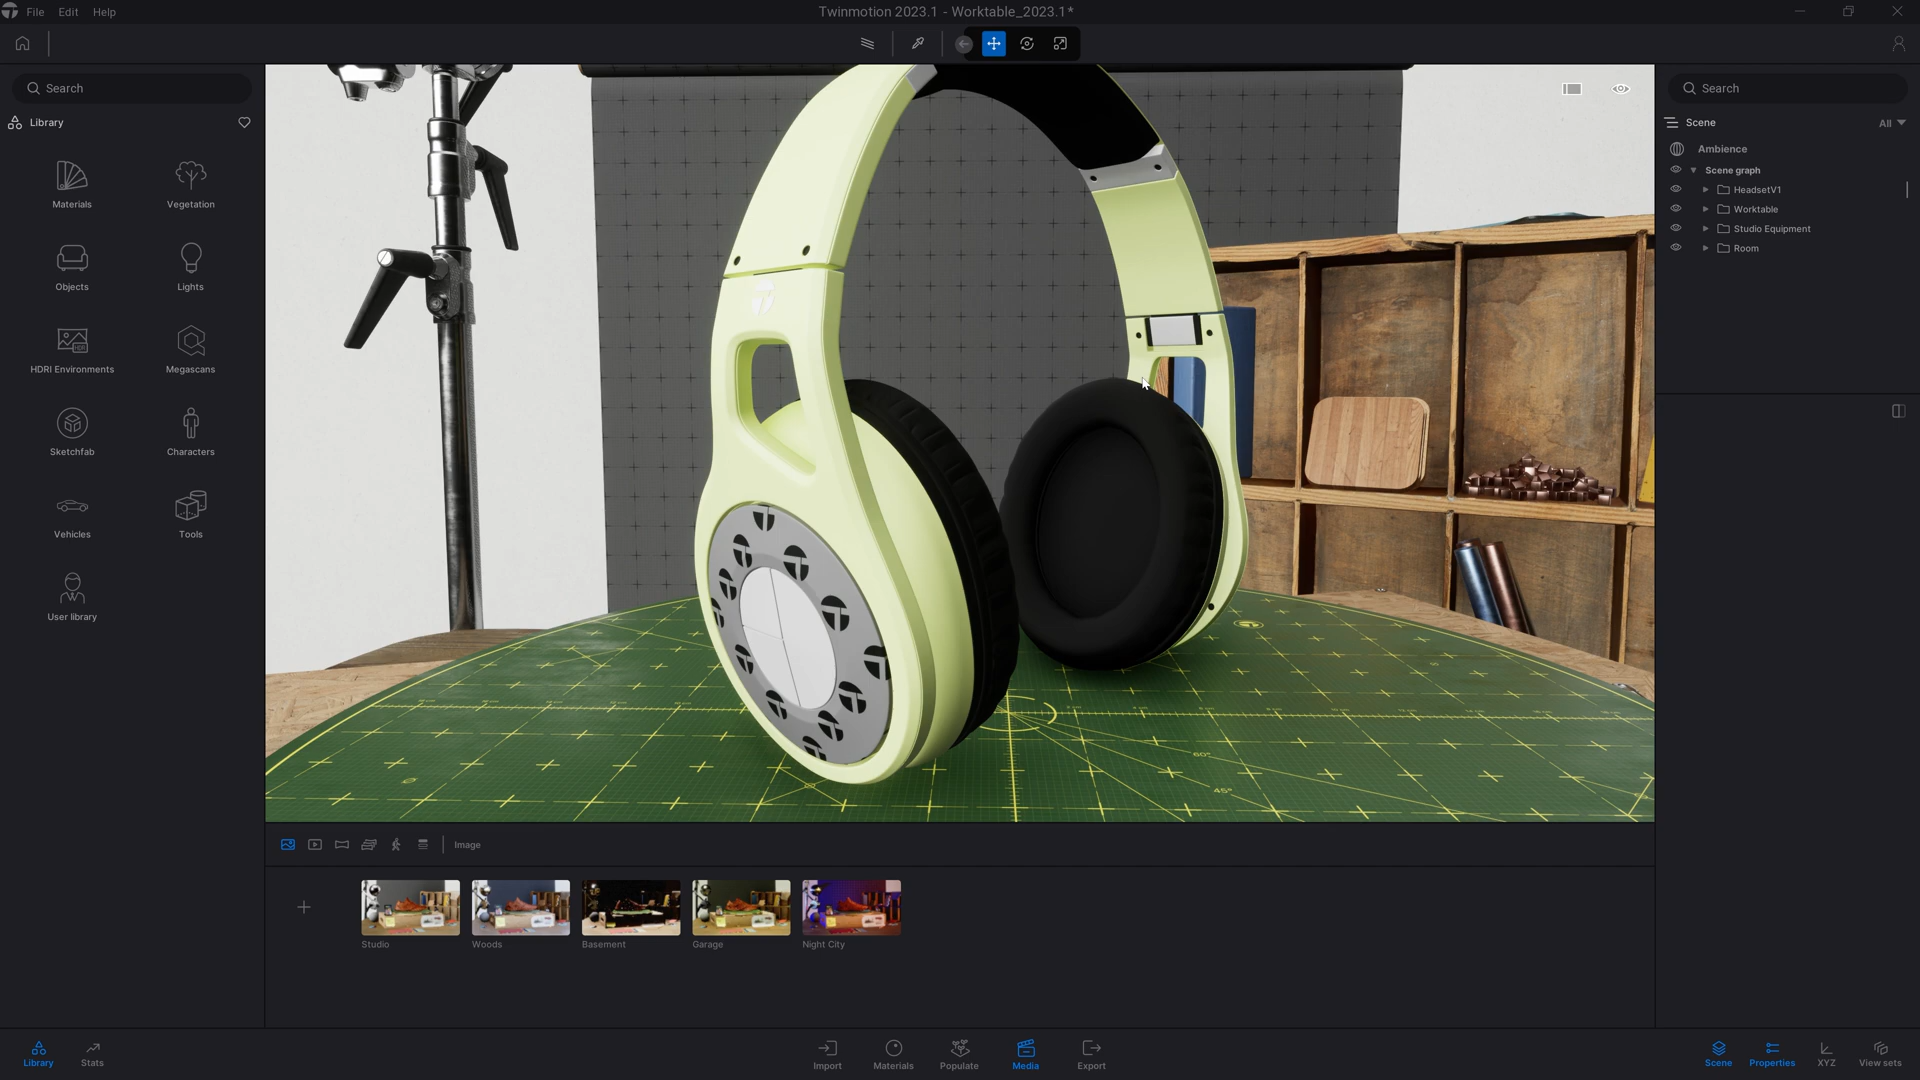 File Edit Help
Twinmotion 2023.1 - Worktable_2023.1*
Search
Library
Materials
Vegetation
Objects
Lights
HDRI Environments
Megascans
Sketchfab
Characters
Vehicles
Tools
User library
Search
Scene
All
Ambience
Scene graph
HeadsetV1
Worktable
Studio Equipment
Room
60°
45°
Image
Studio
Woods
Basement
Garage
Night City
Library
Stats
Import
Materials
Populate
Media
Export
Scene
Properties
XYZ
View sets